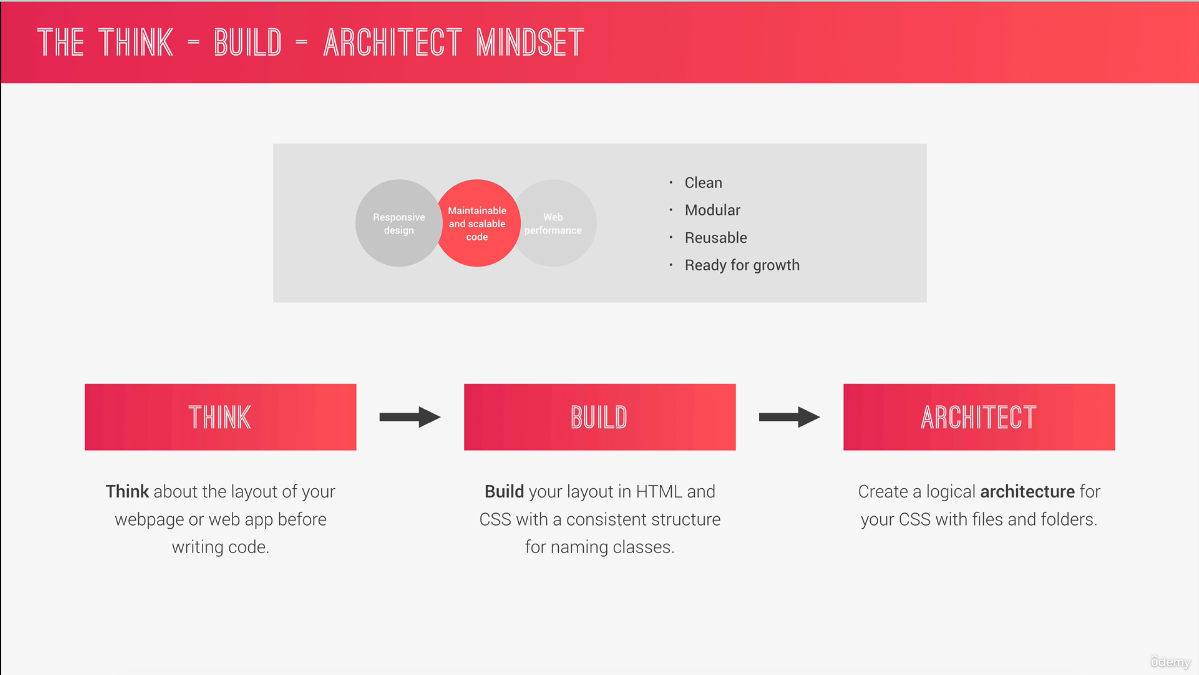 THE THINK - BUILD - ARCHITECT MINDSET
Responsive
design
Maintainable
and scalable
code
Web
performance
· Clean
· Modular
· Reusable
· Ready for growth
THINK
BUILD
ARCHITECT
Think about the layout of your
webpage or web app before
writing code.
Build your layout in HTML and
CSS with a consistent structure
for naming classes.
Create a logical architecture for
your CSS with files and folders.
ûdemy